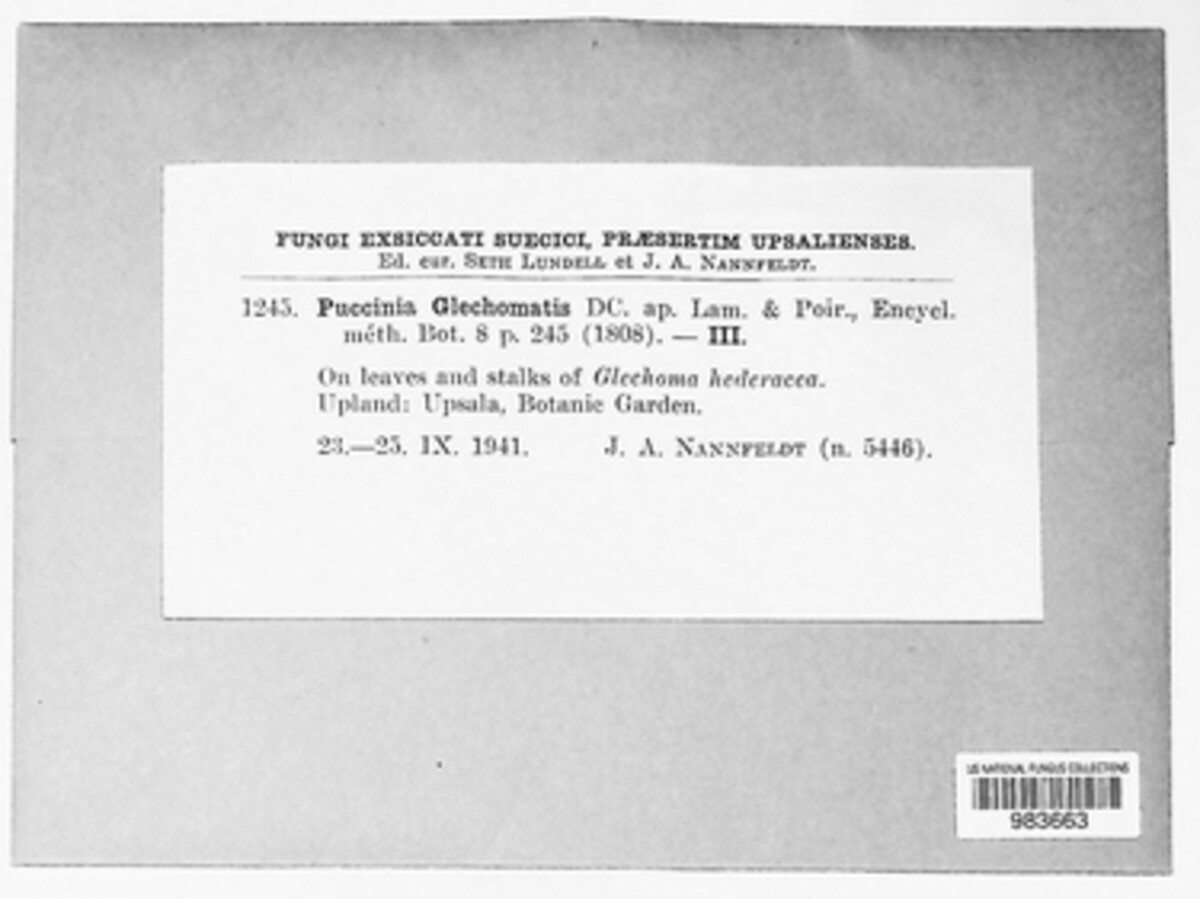 FUNGI EXSICCATI SUECICI, PRÆSERTIM UPSALIENSES.
Ed. cur. SETH LUNDELL et J. A. NANNFELDT.
1245. Puccinia Glechomatis DC. ap. Lam. & Poir., Encycl.
méth. Bot. 8 p. 245 (1808). — III.
On leaves and stalks of Glechoma hederacea.
Upland: Upsala, Botanic Garden.
23.—25. IX. 1941. J. A. NANNFELDT (n. 5446).
US NATIONAL FUNGUS COLLECTIONS
983663